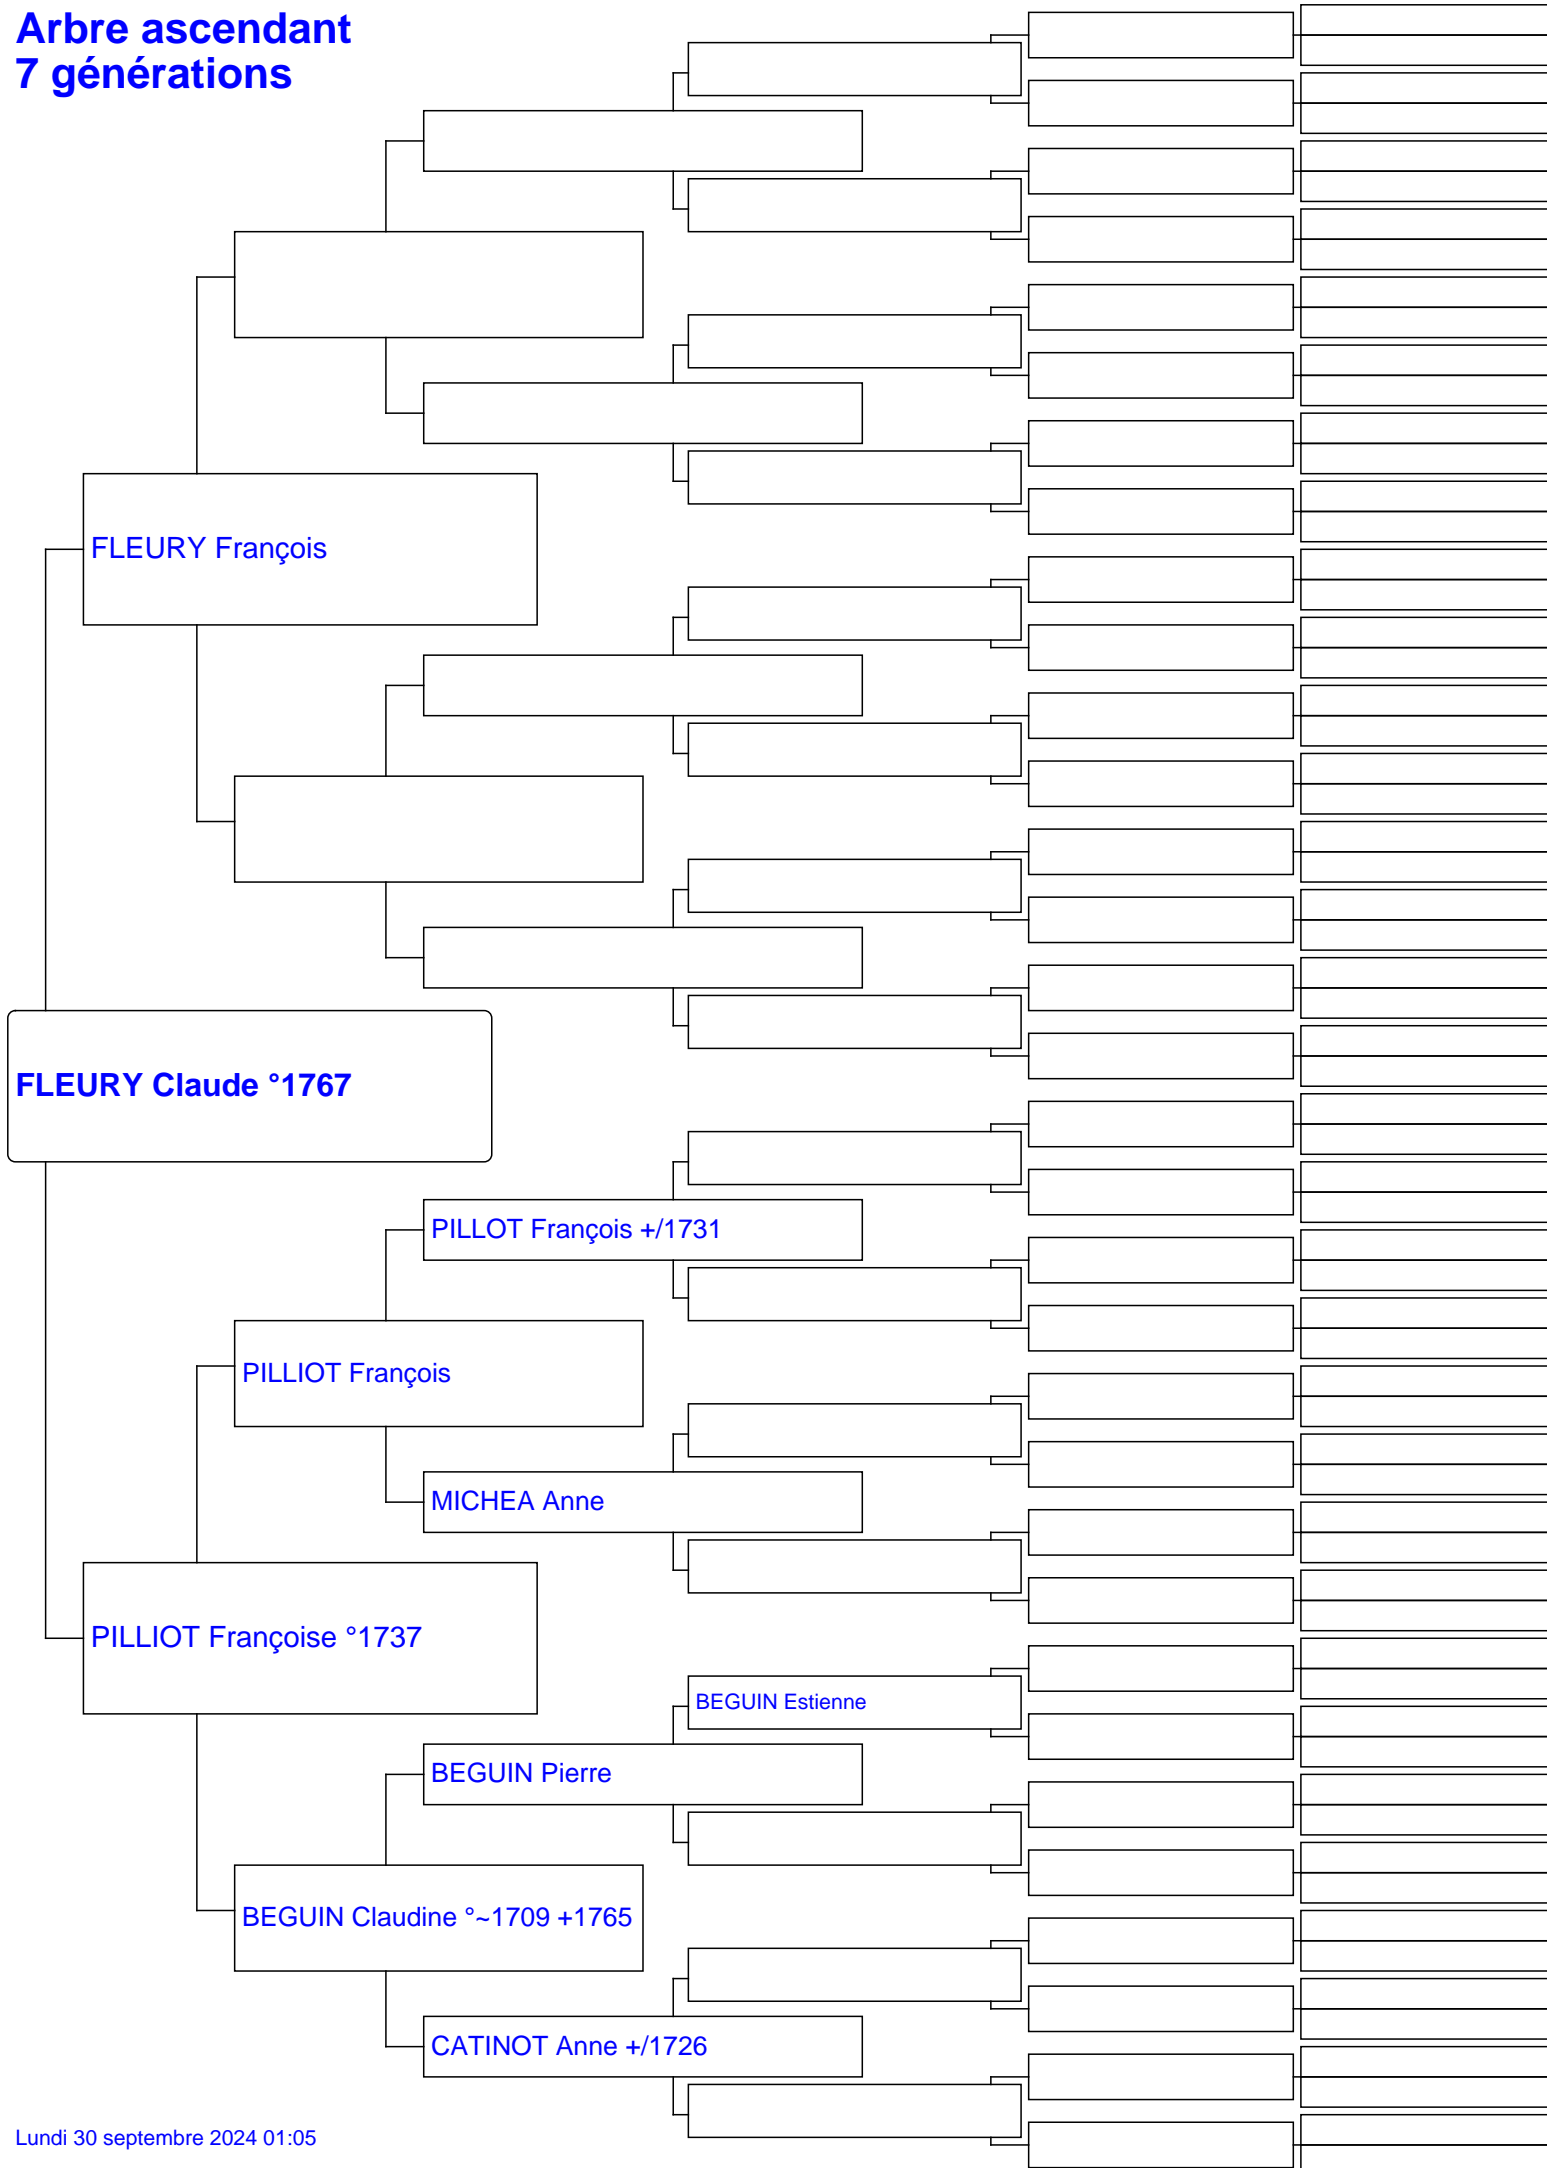 Arbre ascendant
7 générations
FLEURY François
FLEURY Claude °1767
PILLOT François +/1731
PILLIOT François
MICHEA Anne
PILLIOT Françoise °1737
BEGUIN Estienne
BEGUIN Pierre
BEGUIN Claudine °~1709 +1765
CATINOT Anne +/1726
Lundi 30 septembre 2024 01:05